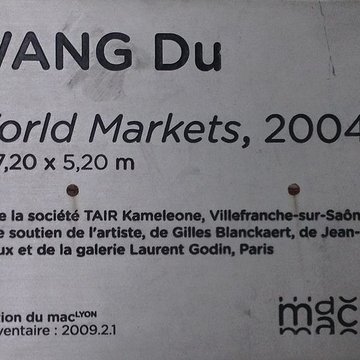 WANG Du
World Markets, 2004
7,20 x 5,20 m
e la société TAIR Kameleone, Villefranche-sur-Saôn
e soutien de l'artiste, de Gilles Blanckaert, de Jean-
ux et de la galerie Laurent Godin, Paris
tion du macLYON
ventaire : 2009.2.1
mac
mac